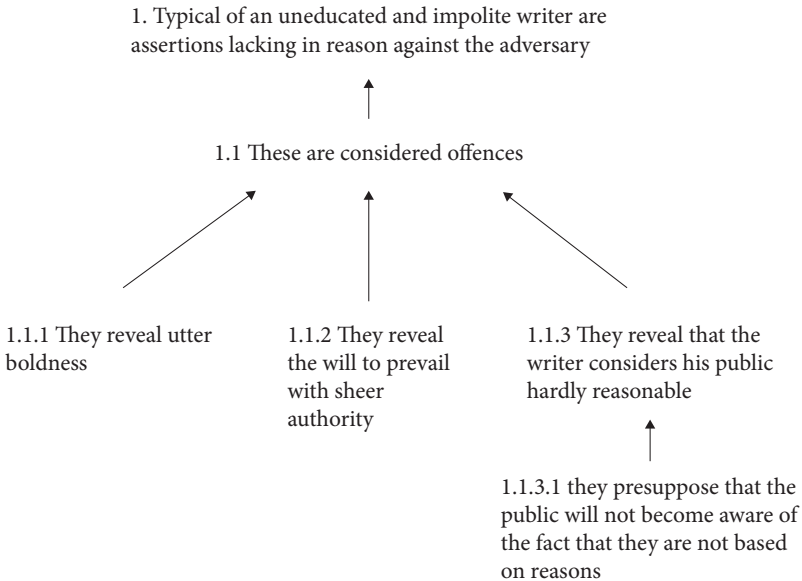 1. Typical of an uneducated and impolite writer are
assertions lacking in reason against the adversary
1.1 These are considered offences
1.1.1 They reveal utter
boldness
1.1.2 They reveal
the will to prevail
with sheer
authority
1.1.3 They reveal that the
writer considers his public
hardly reasonable
1.1.3.1 they presuppose that the
public will not become aware of
the fact that they are not based
on reasons